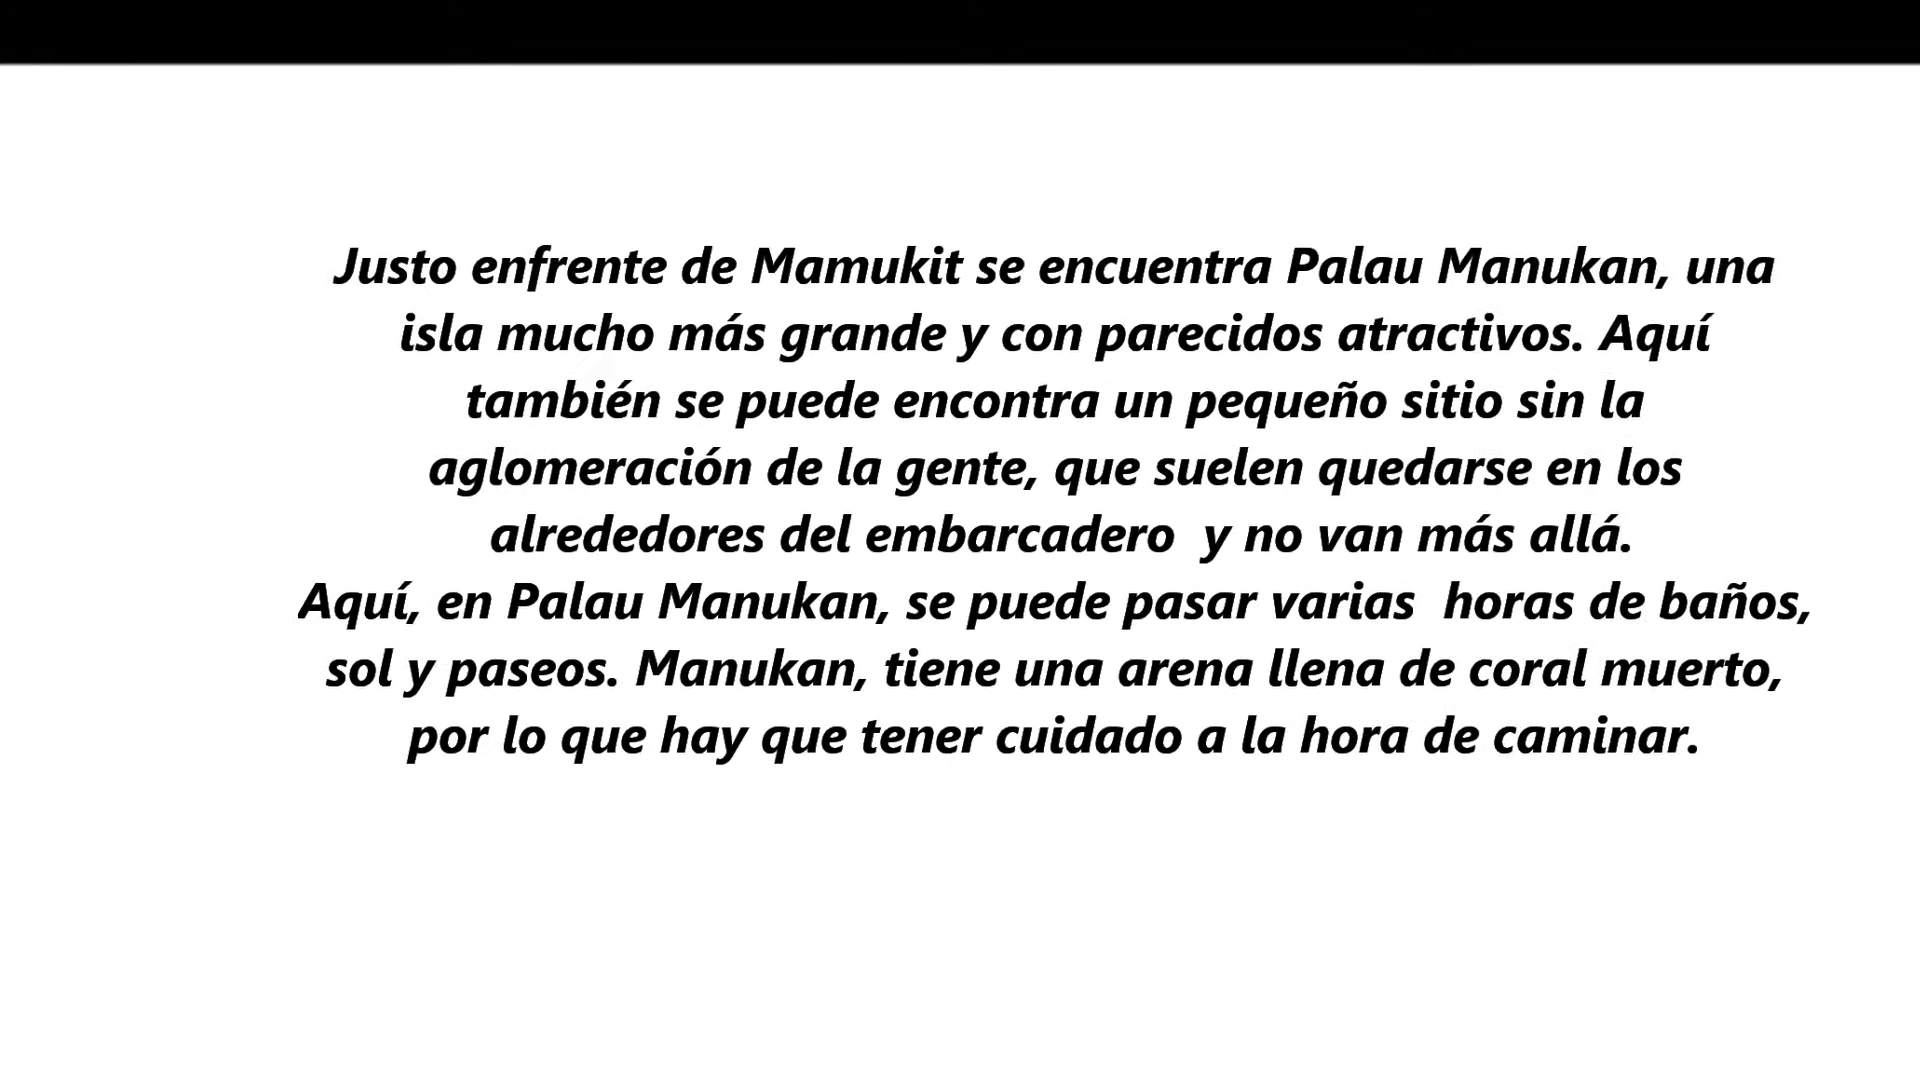 Justo enfrente de Mamukit se encuentra Palau Manukan, una
isla mucho más grande y con parecidos atractivos. Aquí
también se puede encontra un pequeño sitio sin la
aglomeración de la gente, que suelen quedarse en los
alrededores del embarcadero  y no van más allá.
Aquí, en Palau Manukan, se puede pasar varias  horas de baños,
sol y paseos. Manukan, tiene una arena llena de coral muerto,
por lo que hay que tener cuidado a la hora de caminar.